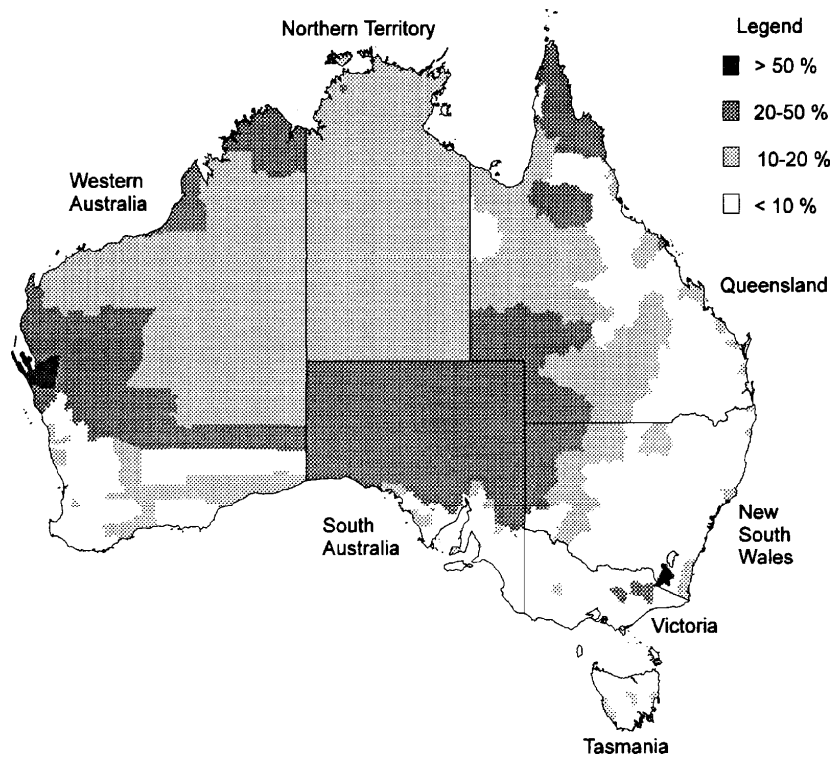 Northern Territory
Legend
> 50 %
20-50 %
10-20 %
< 10 %
Western
Australia
Queensland
South
Australia
New
South
Wales
Victoria
Tasmania